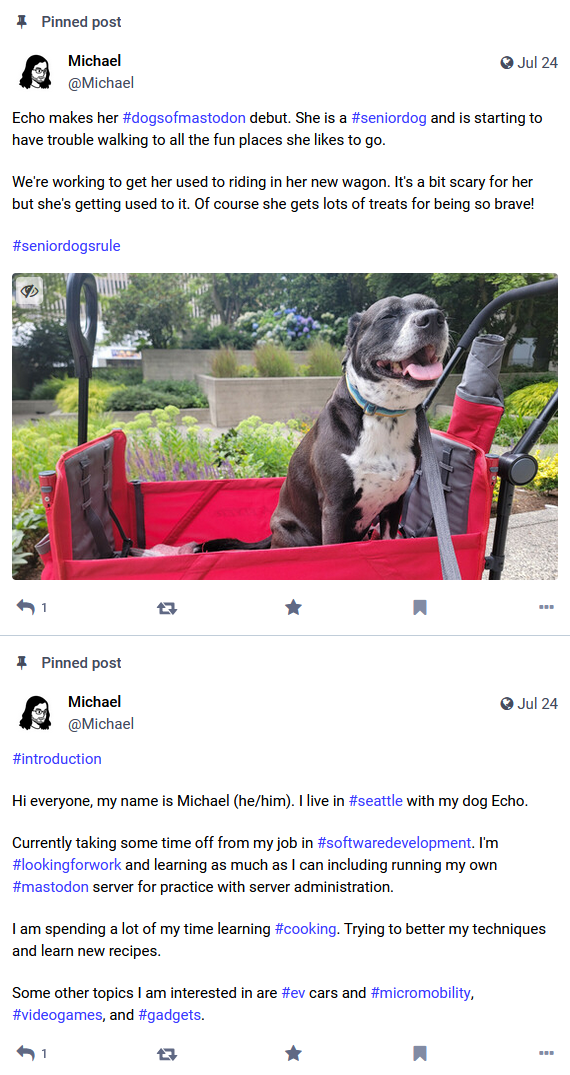 Pinned post
Michael
Jul 24
@Michael
Echo makes her #dogsofmastodon debut. She is a #seniordog and is starting to
have trouble walking to all the fun places she likes to go.
We're working to get her used to riding in her new wagon. It's a bit scary for her
but she's getting used to it. Of course she gets lots of treats for being so brave!
#seniordogsrule
1
Pinned post
Michael
Jul 24
@Michael
#introduction
Hi everyone, my name is Michael (he/him). I live in #seattle with my dog Echo.
Currently taking some time off from my job in #softwaredevelopment. I'm
#lookingforwork and learning as much as I can including running my own
#mastodon server for practice with server administration.
I am spending a lot of my time learning #cooking. Trying to better my techniques
and learn new recipes.
Some other topics I am interested in are #ev cars and #micromobility,
#videogames, and #gadgets.
1